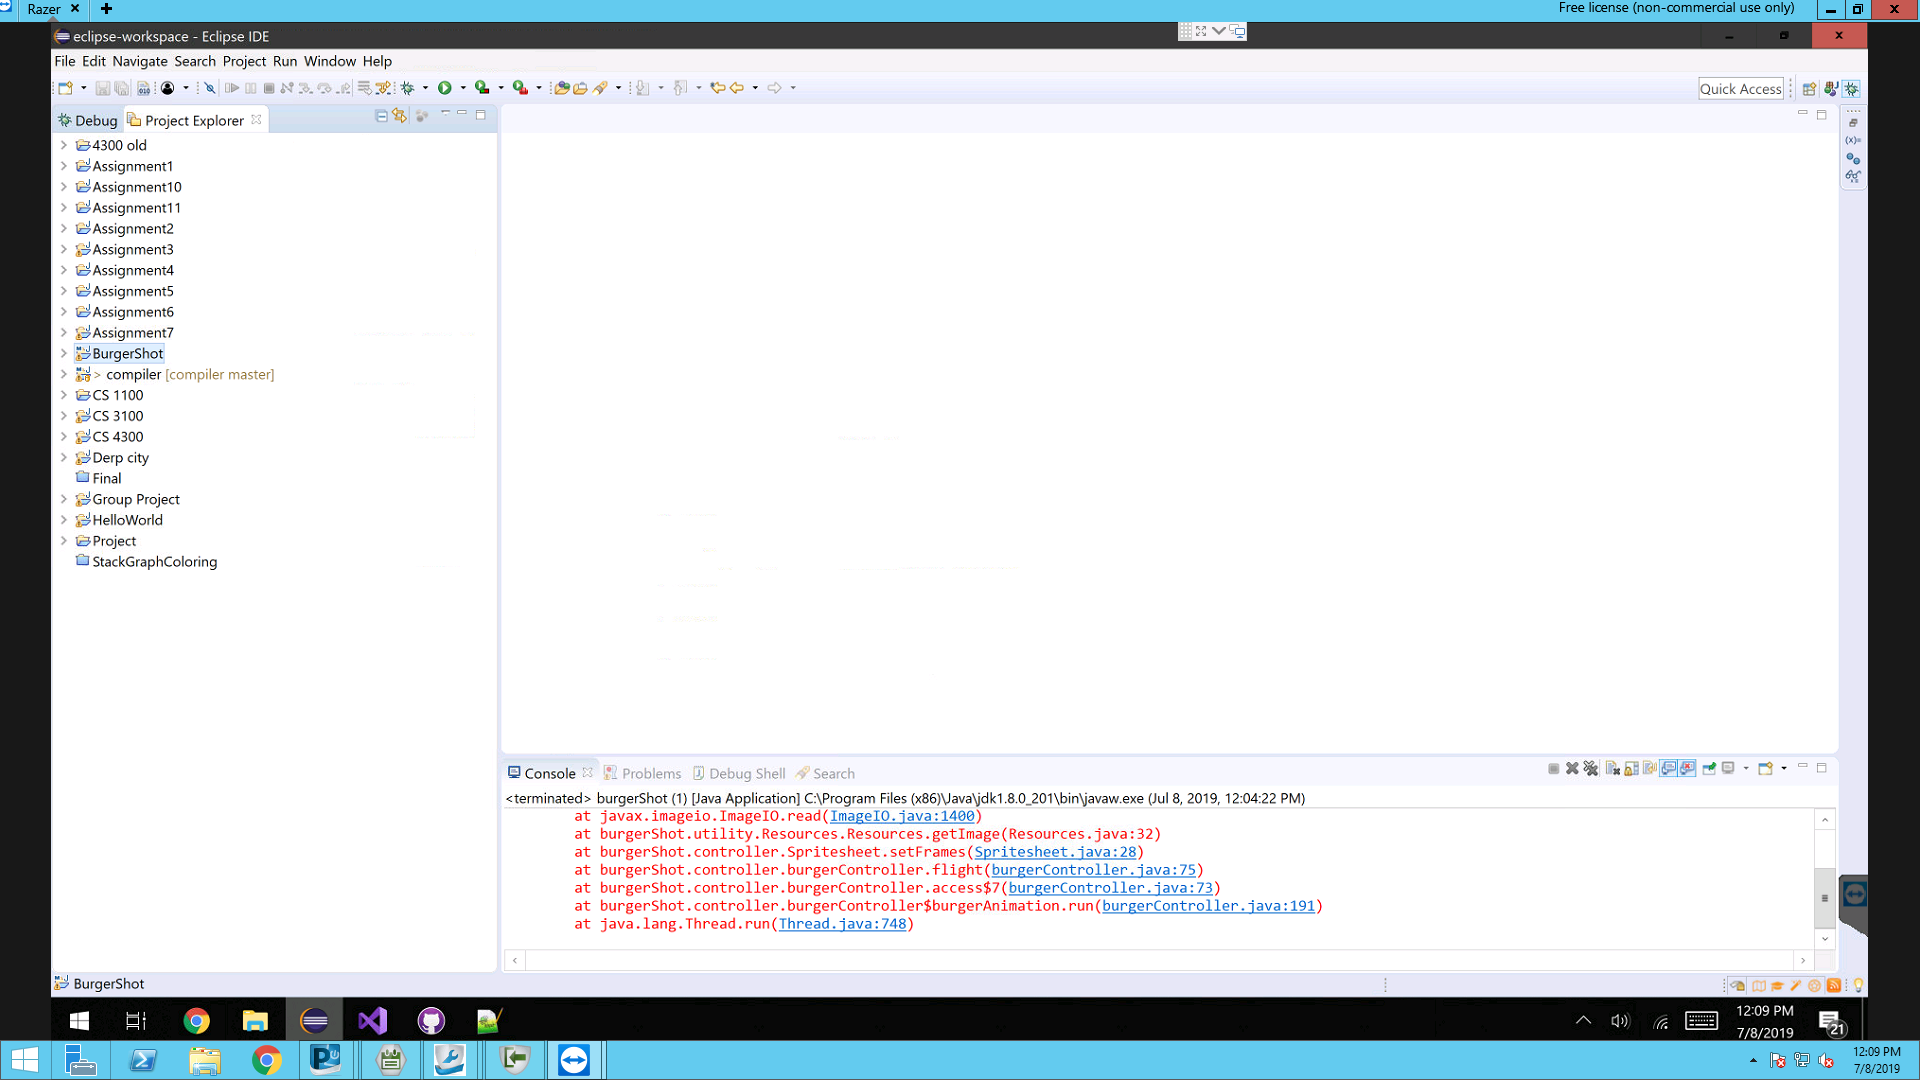 Razer
Free license (non-commercial use only)
eclipse-workspace - Eclipse IDE
File Edit Navigate Search Project Run Window Help
Quick Access
Debug Project Explorer
4300 old
Assignment1
Assignment10
Assignment11
Assignment2
Assignment3
Assignment4
Assignment5
Assignment6
Assignment7
BurgerShot
> compiler [compiler master]
CS 1100
CS 3100
CS 4300
Derp city
Final
Group Project
HelloWorld
Project
StackGraphColoring
Console Problems Debug Shell Search
<terminated> burgerShot (1) [Java Application] C:\Program Files (x86)\Java\jdk1.8.0_201\bin\javaw.exe (Jul 8, 2019, 12:04:22 PM)
at javax.imageio.ImageIO.read(ImageIO.java:1400)
at burgerShot.utility.Resources.Resources.getImage(Resources.java:32)
at burgerShot.controller.Spritesheet.setFrames(Spritesheet.java:28)
at burgerShot.controller.burgerController.flight(burgerController.java:75)
at burgerShot.controller.burgerController.access$7(burgerController.java:73)
at burgerShot.controller.burgerController$burgerAnimation.run(burgerController.java:191)
at java.lang.Thread.run(Thread.java:748)
BurgerShot
12:09 PM
7/8/2019
21
12:09 PM
7/8/2019